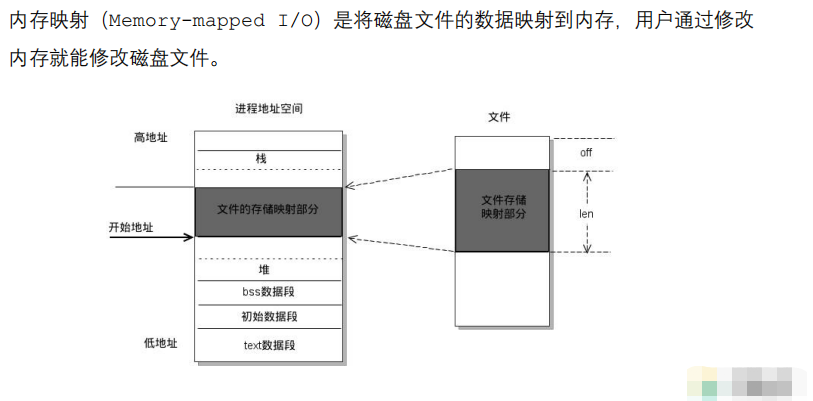 内存映射（Memory-mapped I/O）是将磁盘文件的数据映射到内存，用户通过修改
内存就能修改磁盘文件。
进程地址空间
文件
高地址
栈
off
文件的存储映射部分
文件存储
映射部分
len
开始地址
堆
bss数据段
初始数据段
低地址
text数据段